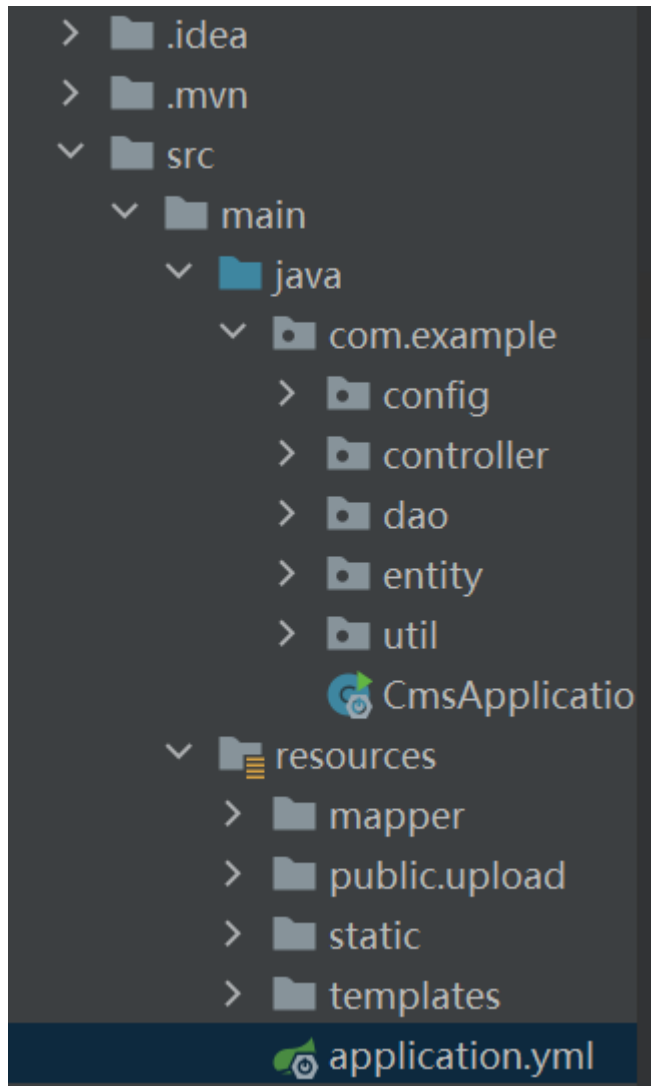 .idea
.mvn
src
main
java
com.example
config
controller
dao
entity
util
CmsApplicatio
resources
mapper
public.upload
static
templates
application.yml